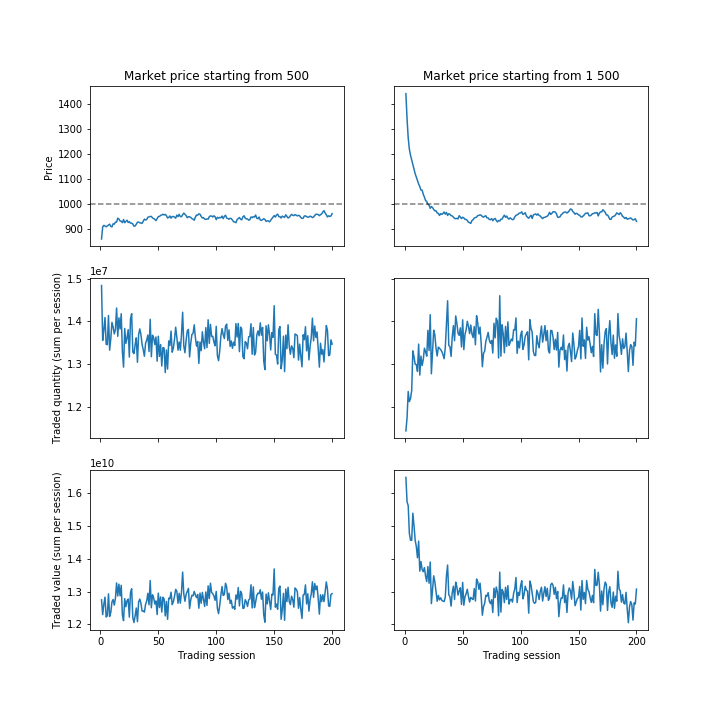 Market price starting from 500
Market price starting from 1 500
Price
1400
1300
1200
1100
1000
900
1e7
Traded quantity (sum per session)
1.5
1.4
1.3
1.2
1e10
Traded value (sum per session)
1.6
1.5
1.4
1.3
1.2
0 50 100 150 200
0 50 100 150 200
Trading session
Trading session